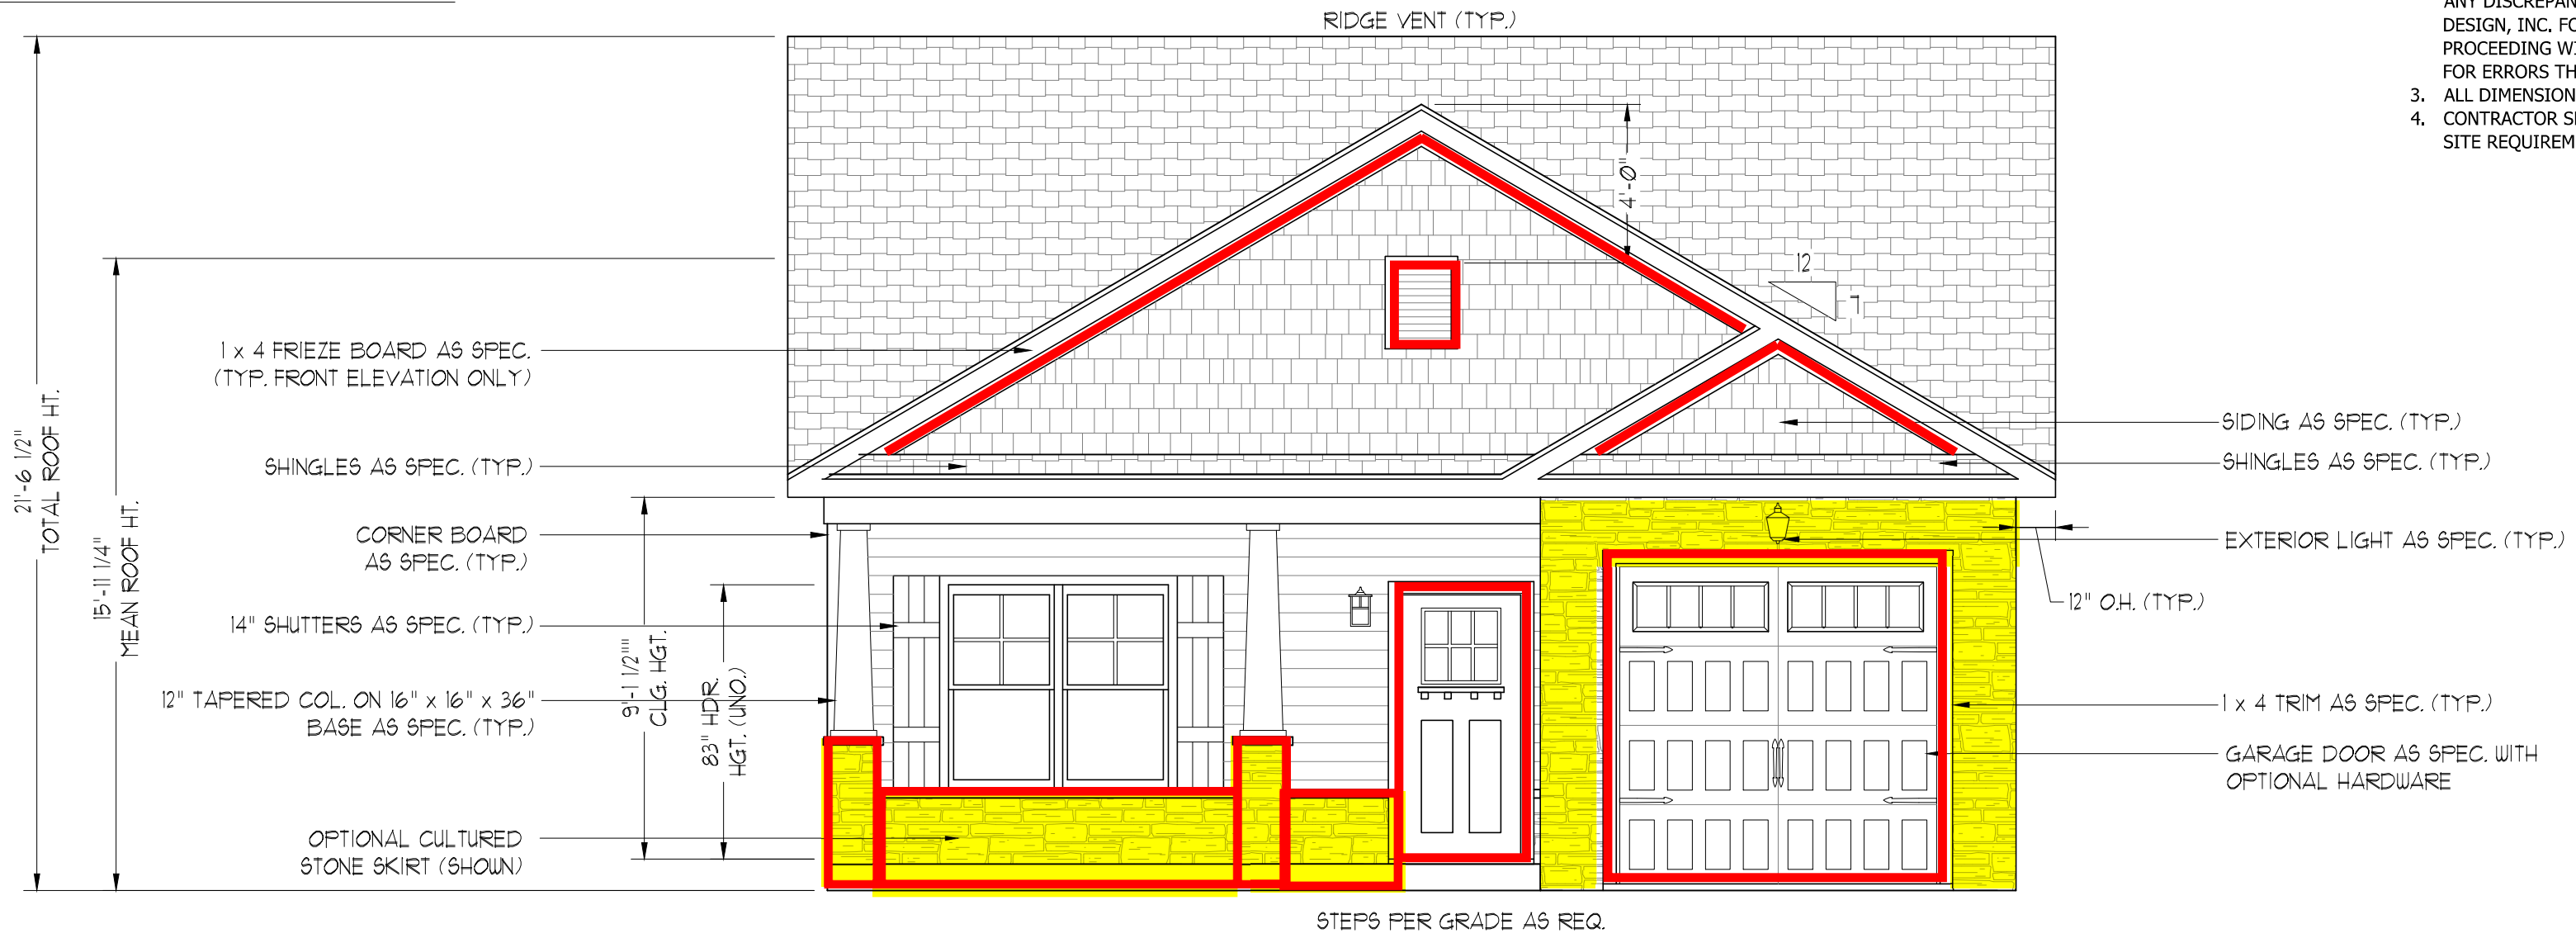 RIDGE VENT (TYP.)
ANY DISCREPAN
DESIGN, INC. FO
PROCEEDING WI
FOR ERRORS TH
3. ALL DIMENSION
4. CONTRACTOR S
SITE REQUIREM
4'-0"
12
7
1 x 4 FRIEZE BOARD AS SPEC.
(TYP. FRONT ELEVATION ONLY)
21'-6 1/2"
TOTAL ROOF HT.
15'-11 1/4"
MEAN ROOF HT.
SHINGLES AS SPEC. (TYP.)
CORNER BOARD
AS SPEC. (TYP.)
14" SHUTTERS AS SPEC. (TYP.)
12" TAPERED COL. ON 16" x 16" x 36"
BASE AS SPEC. (TYP.)
OPTIONAL CULTURED
STONE SKIRT (SHOWN)
9'-1 1/2""
CLG. HGT.
83" HDR.
HGT. (UNO.)
SIDING AS SPEC. (TYP.)
SHINGLES AS SPEC. (TYP.)
EXTERIOR LIGHT AS SPEC. (TYP.)
12" O.H. (TYP.)
1 x 4 TRIM AS SPEC. (TYP.)
GARAGE DOOR AS SPEC. WITH
OPTIONAL HARDWARE
STEPS PER GRADE AS REQ.